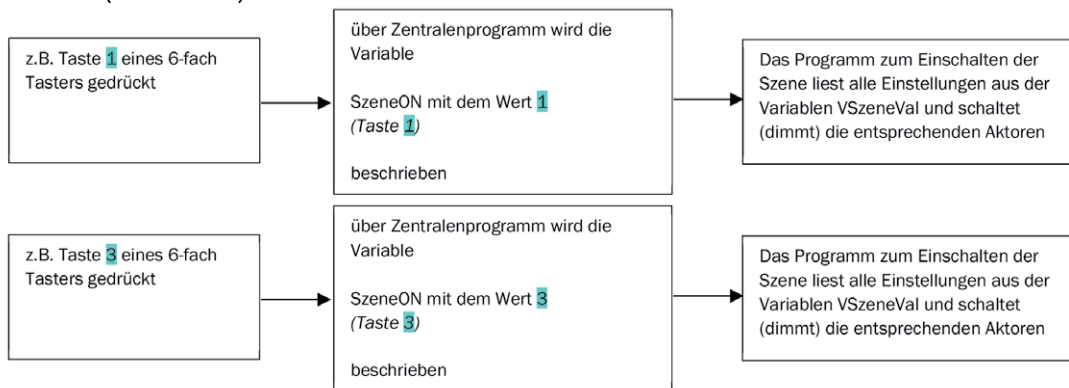 z.B. Taste 1 eines 6-fach
Tasters gedrückt
über Zentralenprogramm wird die
Variable
SzeneON mit dem Wert 1
(Taste 1)
beschrieben
Das Programm zum Einschalten der
Szene liest alle Einstellungen aus der
Variablen VSzeneVal und schaltet
(dimmt) die entsprechenden Aktoren
z.B. Taste 3 eines 6-fach
Tasters gedrückt
über Zentralenprogramm wird die
Variable
SzeneON mit dem Wert 3
(Taste 3)
beschrieben
Das Programm zum Einschalten der
Szene liest alle Einstellungen aus der
Variablen VSzeneVal und schaltet
(dimmt) die entsprechenden Aktoren